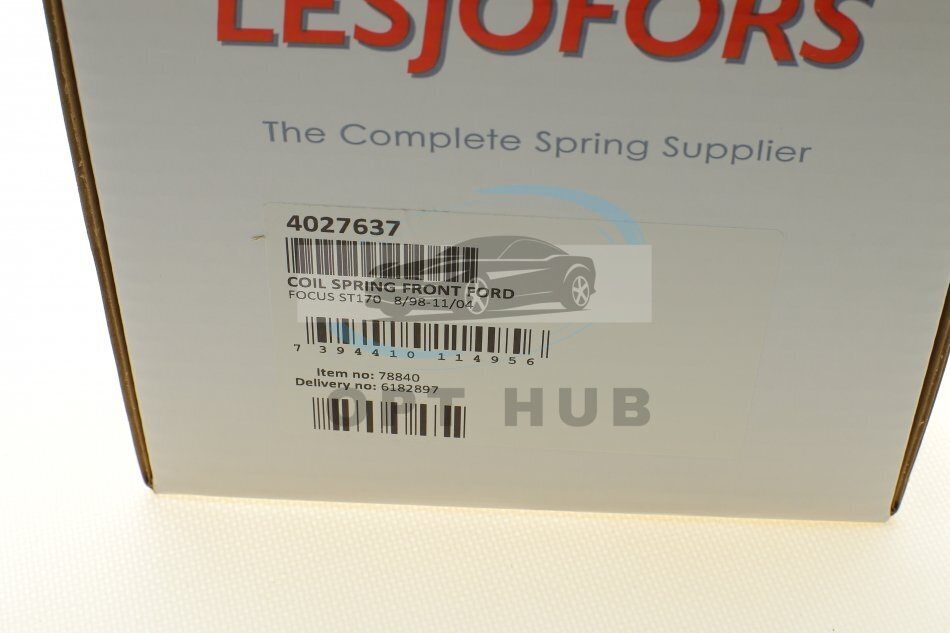 LESJÖFORS
The Complete Spring Supplier
4027637
COIL SPRING FRONT FORD
FOCUS ST170 8/98-11/04
7 394410 114956
Item no: 78840
Delivery no: 6182897
OPT HUB